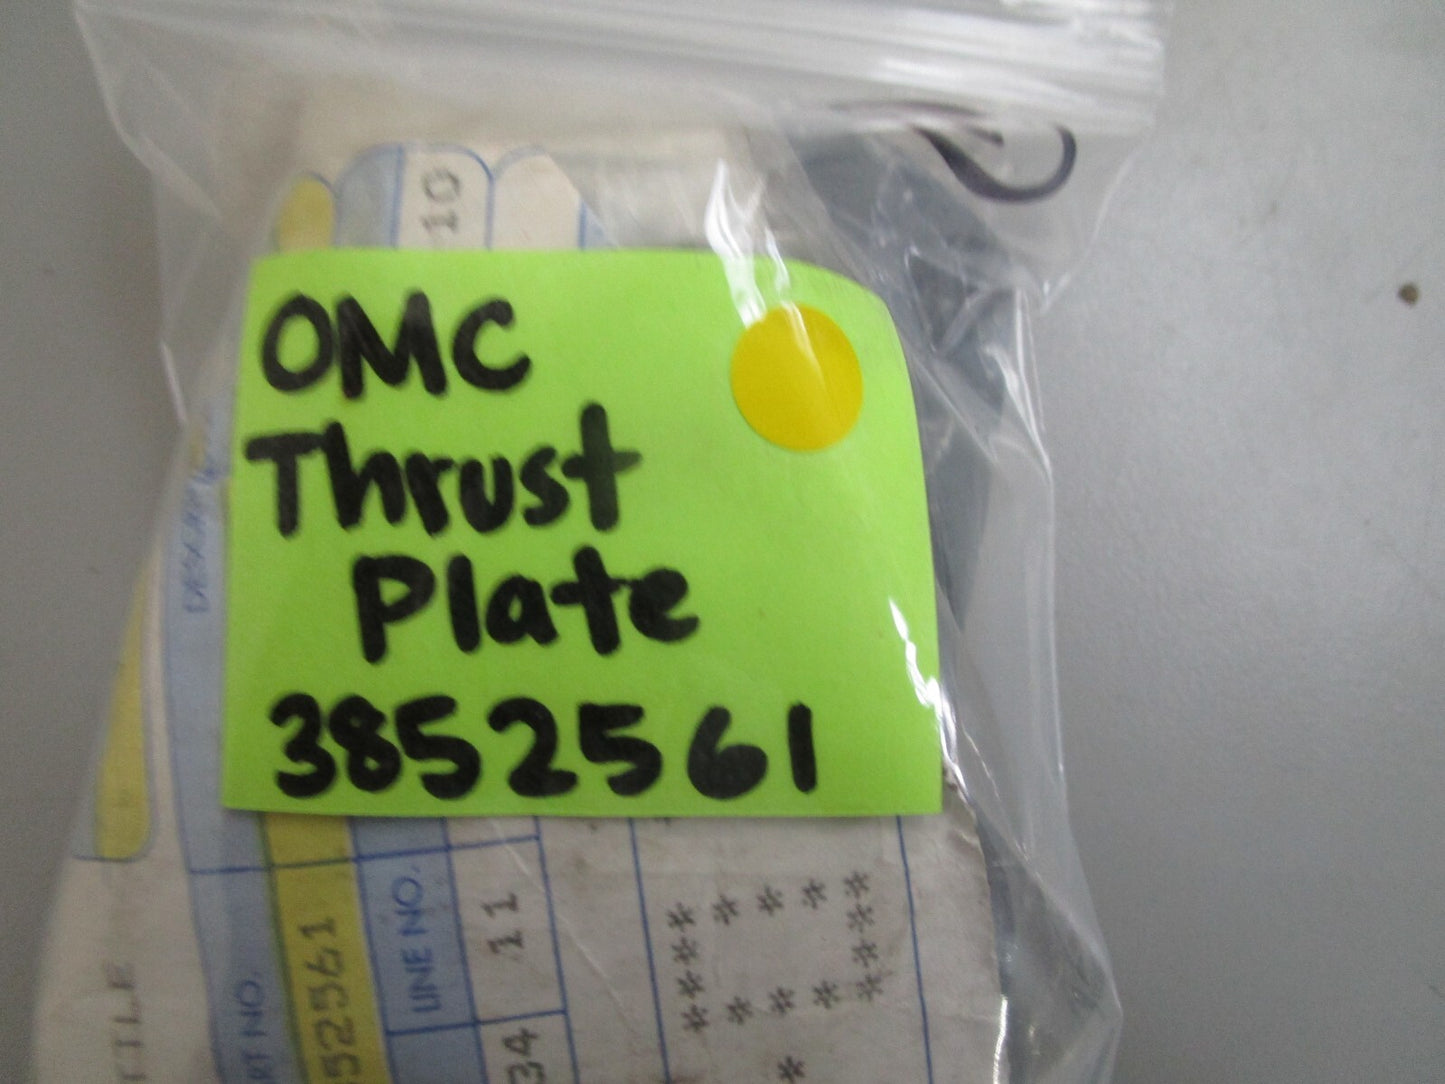 OMC
Thrust
Plate
3852561
10
LINE NO.
11
34
****
* *
* *
* *
****
*